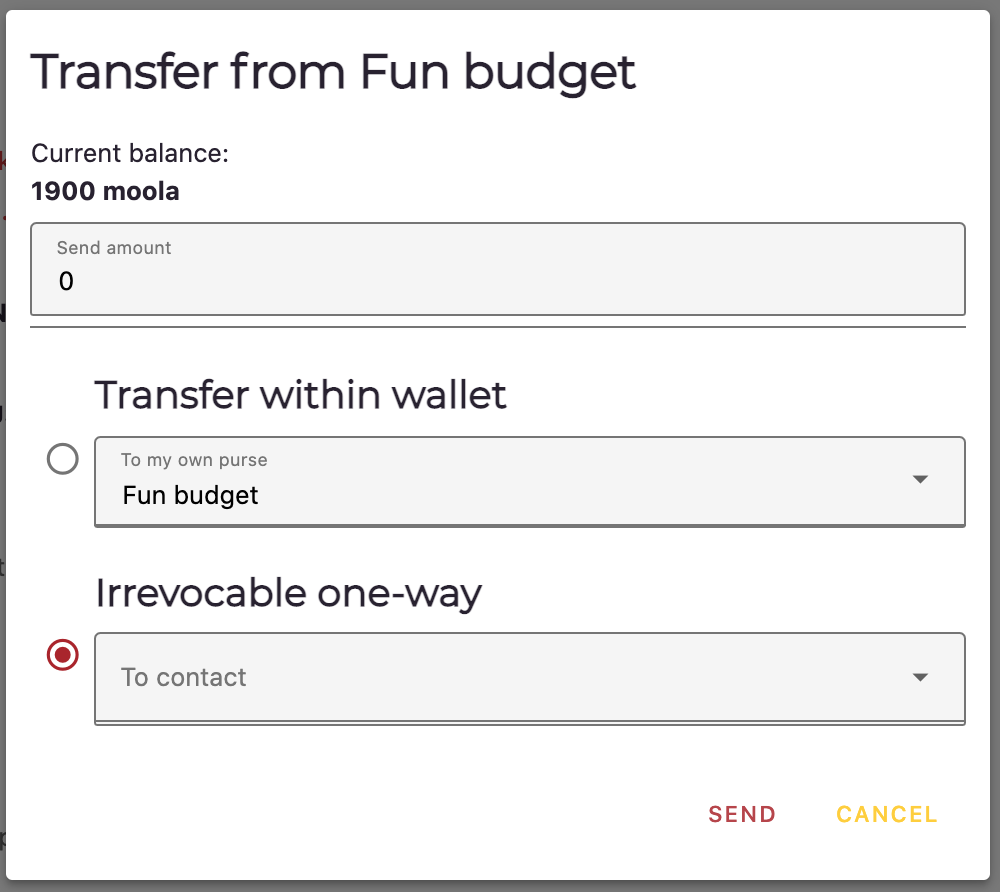 Transfer from Fun budget
Current balance:
1900 moola
Send amount
0
Transfer within wallet
To my own purse
Fun budget
Irrevocable one-way
To contact
SEND CANCEL